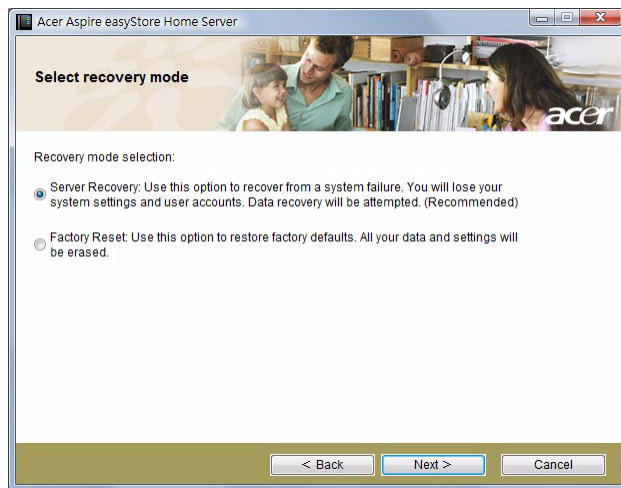 Acer Aspire easyStore Home Server
Select recovery mode
acer
Recovery mode selection:
Server Recovery: Use this option to recover from a system failure. You will lose your
system settings and user accounts. Data recovery will be attempted. (Recommended)
Factory Reset: Use this option to restore factory defaults. All your data and settings will
be erased.
< Back
Next >
Cancel